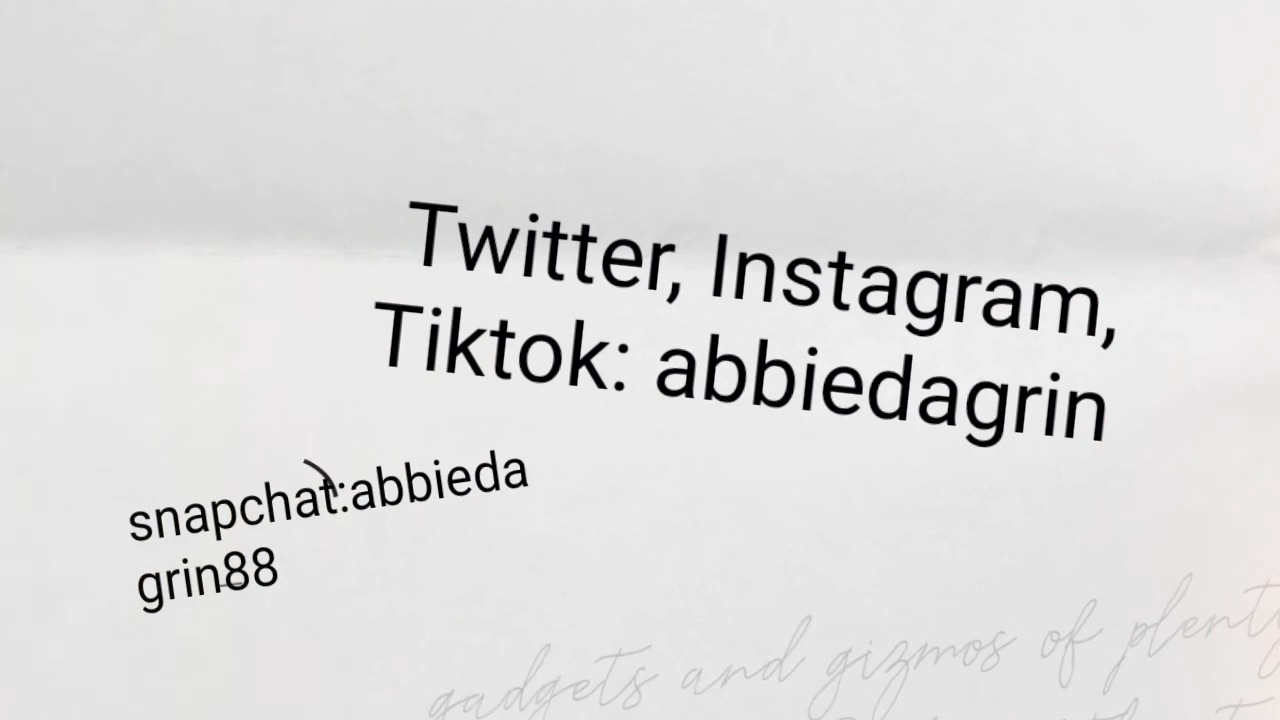 Twitter, Instagram,
Tiktok: abbiedagrin
snapchat:abbieda
grin88
gadgets and gizmos of plenty